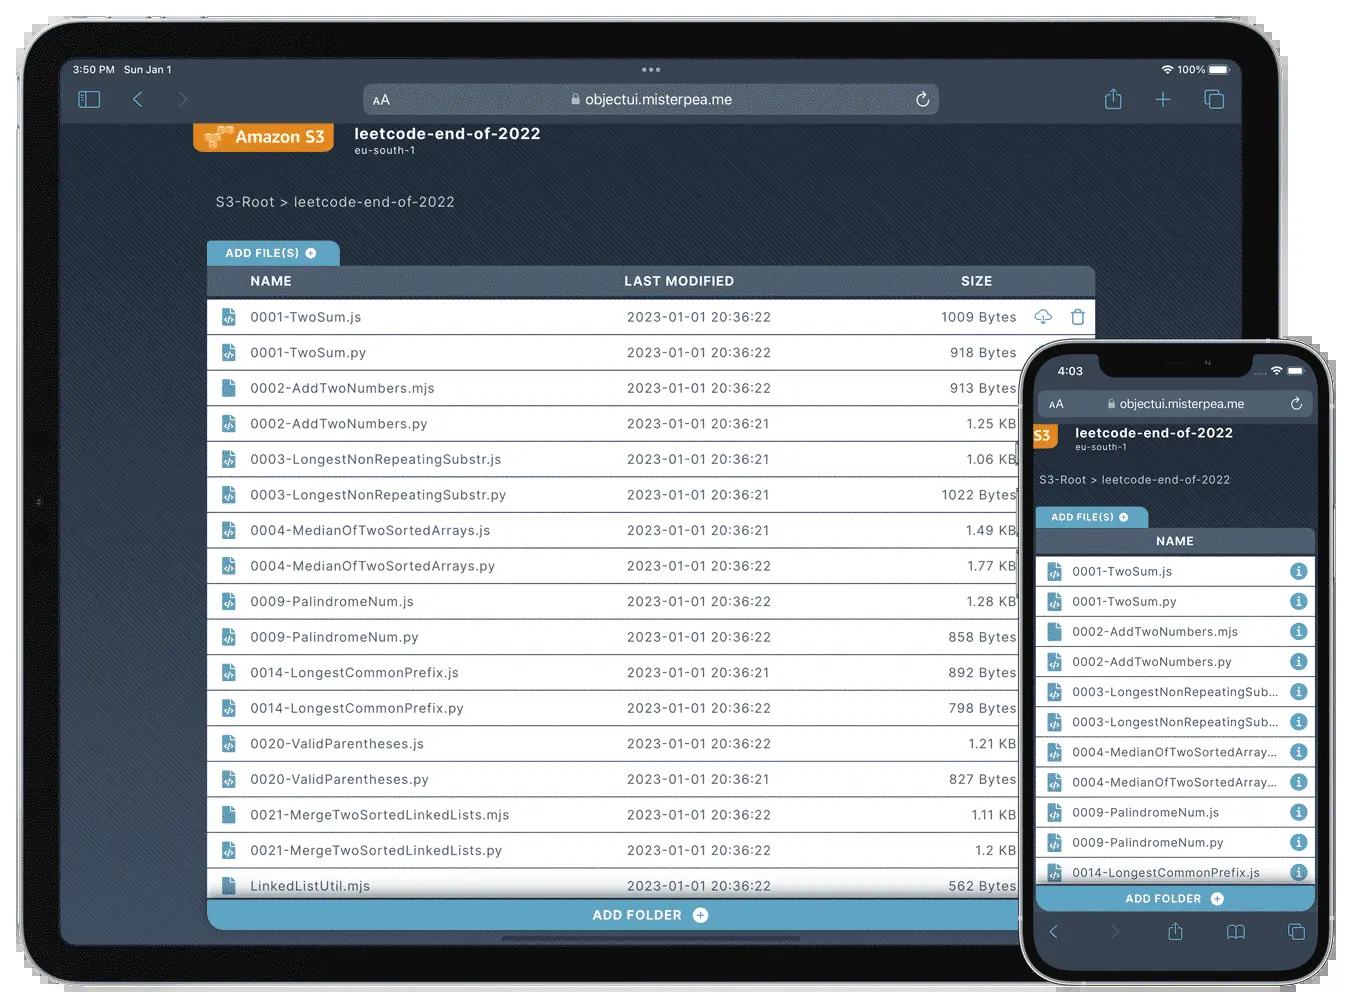 3:50 PM Sun Jan 1
100%
AA objectui.misterpea.me
Amazon S3 leetcode-end-of-2022
eu-south-1
S3-Root > leetcode-end-of-2022
ADD FILE(S)
NAME LAST MODIFIED SIZE
0001-TwoSum.js 2023-01-01 20:36:22 1009 Bytes
0001-TwoSum.py 2023-01-01 20:36:22 918 Bytes
0002-AddTwoNumbers.mjs 2023-01-01 20:36:22 913 Bytes
0002-AddTwoNumbers.py 2023-01-01 20:36:21 1.25 KB
0003-LongestNonRepeatingSubstr.js 2023-01-01 20:36:21 1.06 KB
0003-LongestNonRepeatingSubstr.py 2023-01-01 20:36:21 1022 Bytes
0004-MedianOfTwoSortedArrays.js 2023-01-01 20:36:21 1.49 KB
0004-MedianOfTwoSortedArrays.py 2023-01-01 20:36:22 1.77 KB
0009-PalindromeNum.js 2023-01-01 20:36:22 1.28 KB
0009-PalindromeNum.py 2023-01-01 20:36:22 858 Bytes
0014-LongestCommonPrefix.js 2023-01-01 20:36:22 892 Bytes
0014-LongestCommonPrefix.py 2023-01-01 20:36:22 798 Bytes
0020-ValidParentheses.js 2023-01-01 20:36:22 1.21 KB
0020-ValidParentheses.py 2023-01-01 20:36:21 827 Bytes
0021-MergeTwoSortedLinkedLists.mjs 2023-01-01 20:36:22 1.11 KB
0021-MergeTwoSortedLinkedLists.py 2023-01-01 20:36:22 1.2 KB
LinkedListUtil.mjs 2023-01-01 20:36:22 562 Bytes
ADD FOLDER
4:03
AA objectui.misterpea.me
S3 leetcode-end-of-2022
eu-south-1
S3-Root > leetcode-end-of-2022
ADD FILE(S)
NAME
0001-TwoSum.js
0001-TwoSum.py
0002-AddTwoNumbers.mjs
0002-AddTwoNumbers.py
0003-LongestNonRepeatingSub...
0003-LongestNonRepeatingSub...
0004-MedianOfTwoSortedArray...
0004-MedianOfTwoSortedArray...
0009-PalindromeNum.js
0009-PalindromeNum.py
0014-LongestCommonPrefix.js
ADD FOLDER